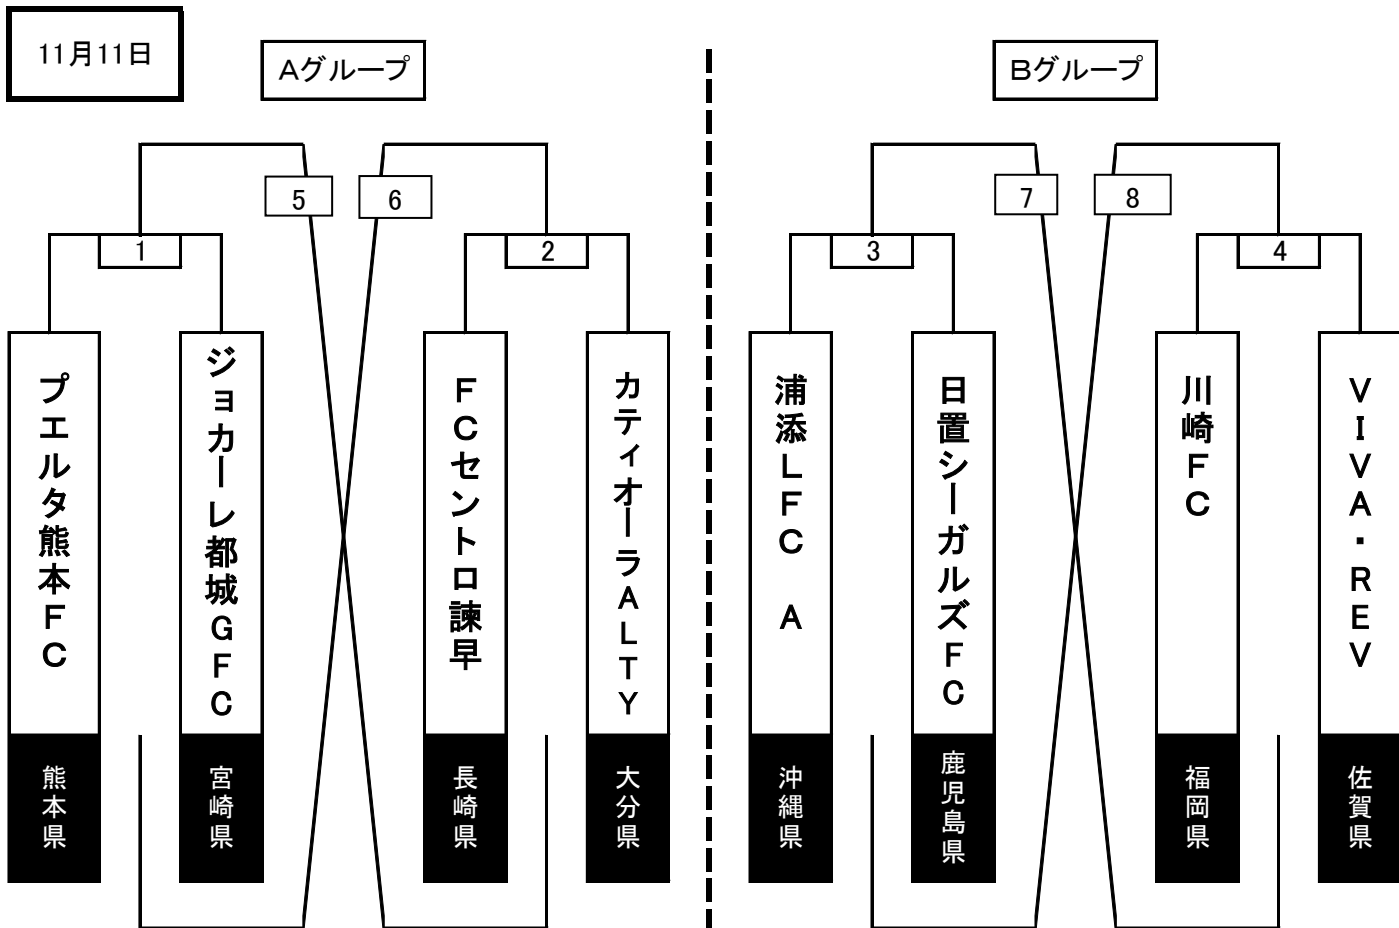 11月11日
Aグループ
Bグループ
5
6
7
8
1
2
3
4
プエルタ熊本FC
ジョカーレ都城GFC
FCセントロ諫早
カティオーラALTY
浦添LFC　A
日置シーガルズFC
川崎FC
VIVA・REV
熊本県
宮崎県
長崎県
大分県
沖縄県
鹿児島県
福岡県
佐賀県